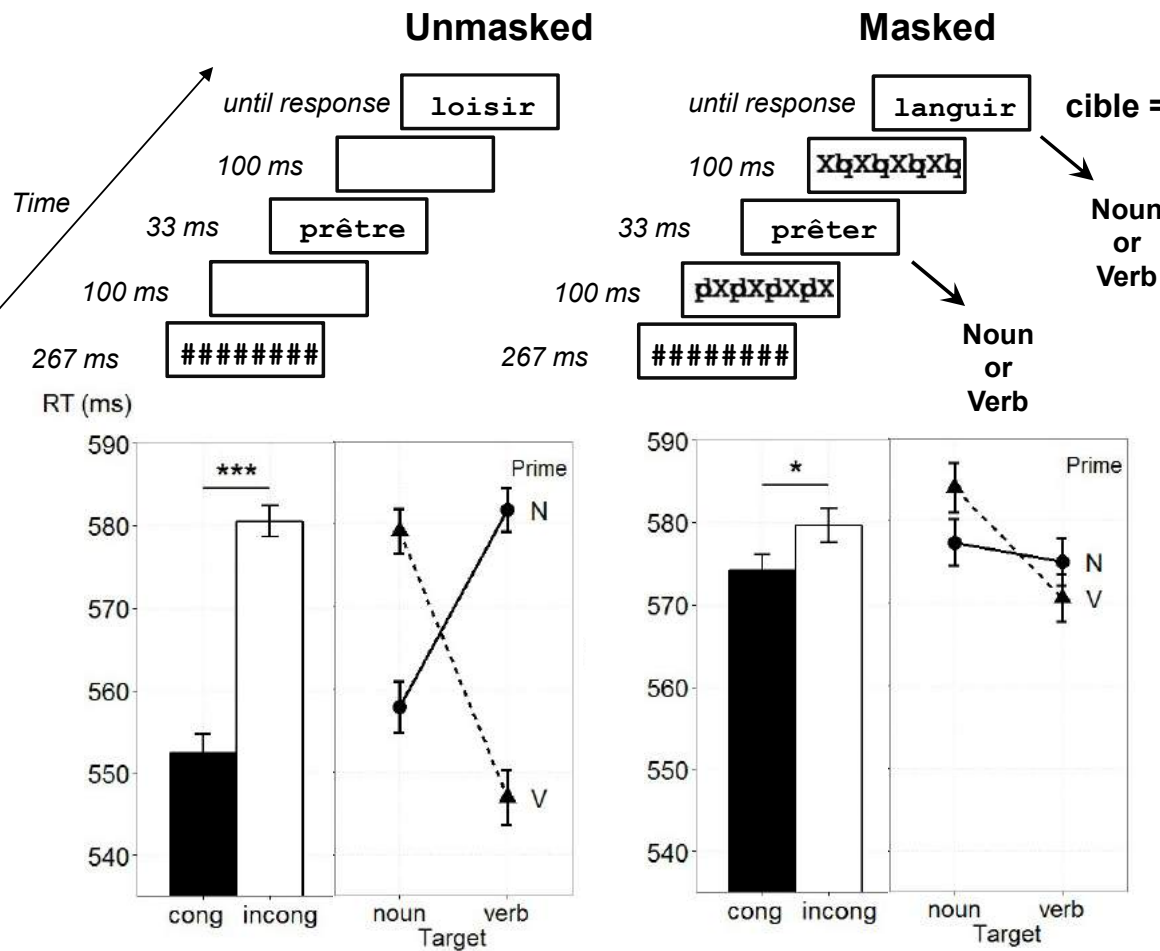 Unmasked
until response
loisir
100 ms
33 ms
prêtre
100 ms
267 ms
########
Time
Masked
until response
languir
cible =
100 ms
XqXbXqXb
33 ms
prêter
Noun
or
Verb
100 ms
Noun
or
Verb
267 ms
########
RT (ms)
590
580
570
560
550
540
***
cong
incong
Prime
N
V
noun
verb
Target
590
580
570
560
550
540
*
cong
incong
Prime
N
V
noun
verb
Target